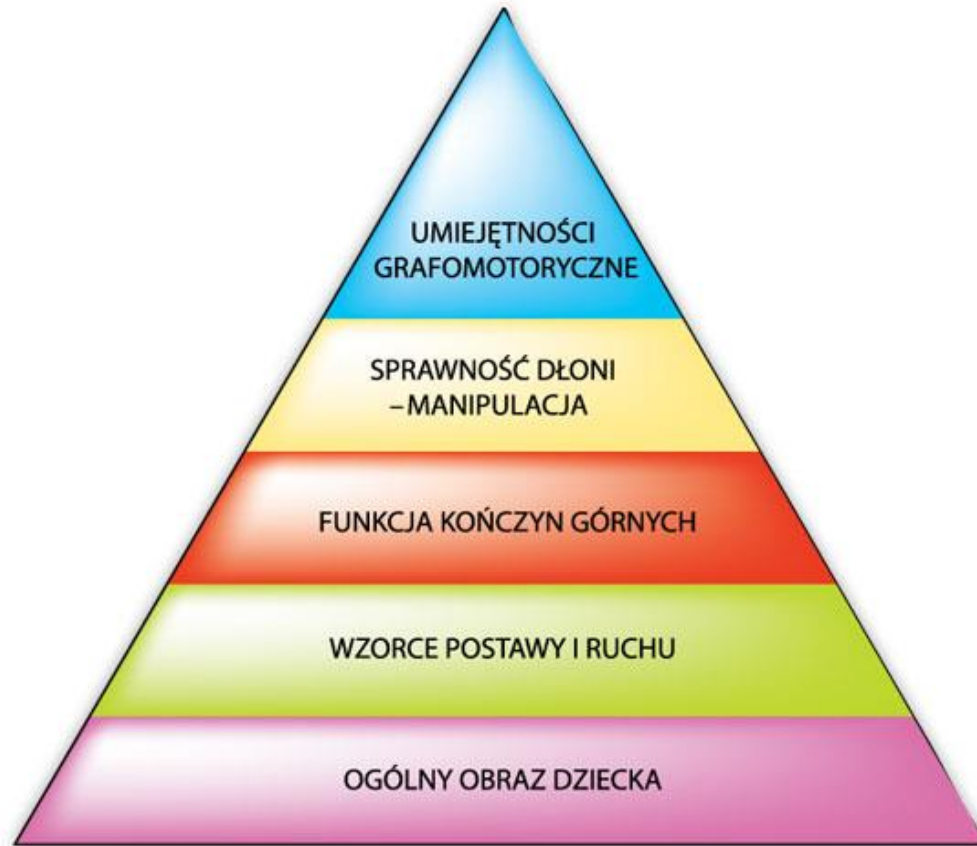 UMIEJĘTNOŚCI
GRAFOMOTORYCZNE
SPRAWNOŚĆ DŁONI
–MANIPULACJA
FUNKCJA KOŃCZYN GÓRNYCH
WZORCE POSTAWY I RUCHU
OGÓLNY OBRAZ DZIECKA